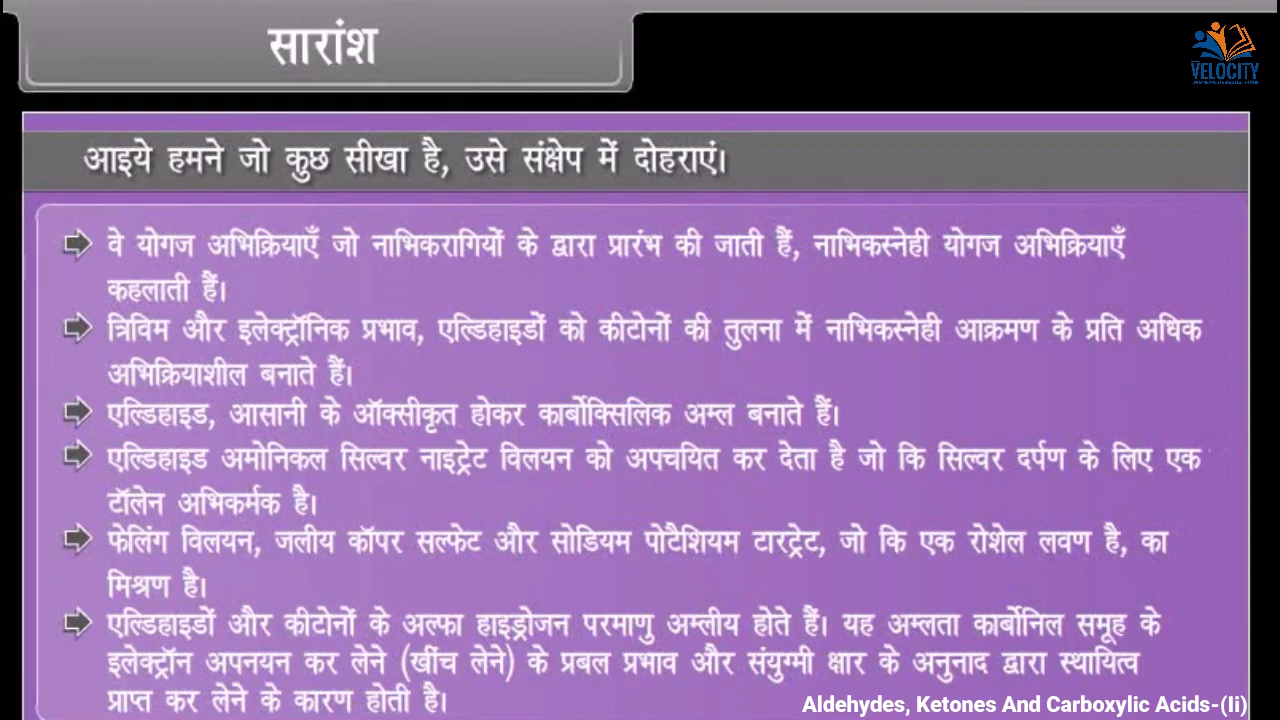 सारांश
VELOCITY
आइये हमने जो कुछ सीखा है, उसे संक्षेप में दोहराएं।
वे योगज अभिक्रियाएँ जो नाभिकरागियों के द्वारा प्रारंभ की जाती हैं, नाभिकस्नेही योगज अभिक्रियाएँ
कहलाती हैं।
त्रिविम और इलेक्ट्रॉनिक प्रभाव, एल्डिहाइडों को कीटोनों की तुलना में नाभिकस्नेही आक्रमण के प्रति अधिक
अभिक्रियाशील बनाते हैं।
एल्डिहाइड, आसानी के ऑक्सीकृत होकर कार्बोक्सिलिक अम्ल बनाते हैं।
एल्डिहाइड अमोनिकल सिल्वर नाइट्रेट विलयन को अपचयित कर देता है जो कि सिल्वर दर्पण के लिए एक
टॉलेन अभिकर्मक है।
फेलिंग विलयन, जलीय कॉपर सल्फेट और सोडियम पोटैशियम टारट्रेट, जो कि एक रोशेल लवण है, का
मिश्रण है।
एल्डिहाइडों और कीटोनों के अल्फा हाइड्रोजन परमाणु अम्लीय होते हैं। यह अम्लता कार्बोनिल समूह के
इलेक्ट्रॉन अपनयन कर लेने (खींच लेने) के प्रबल प्रभाव और संयुग्मी क्षार के अनुनाद द्वारा स्थायित्व
प्राप्त कर लेने के कारण होती है।
Aldehydes, Ketones And Carboxylic Acids-(Ii)